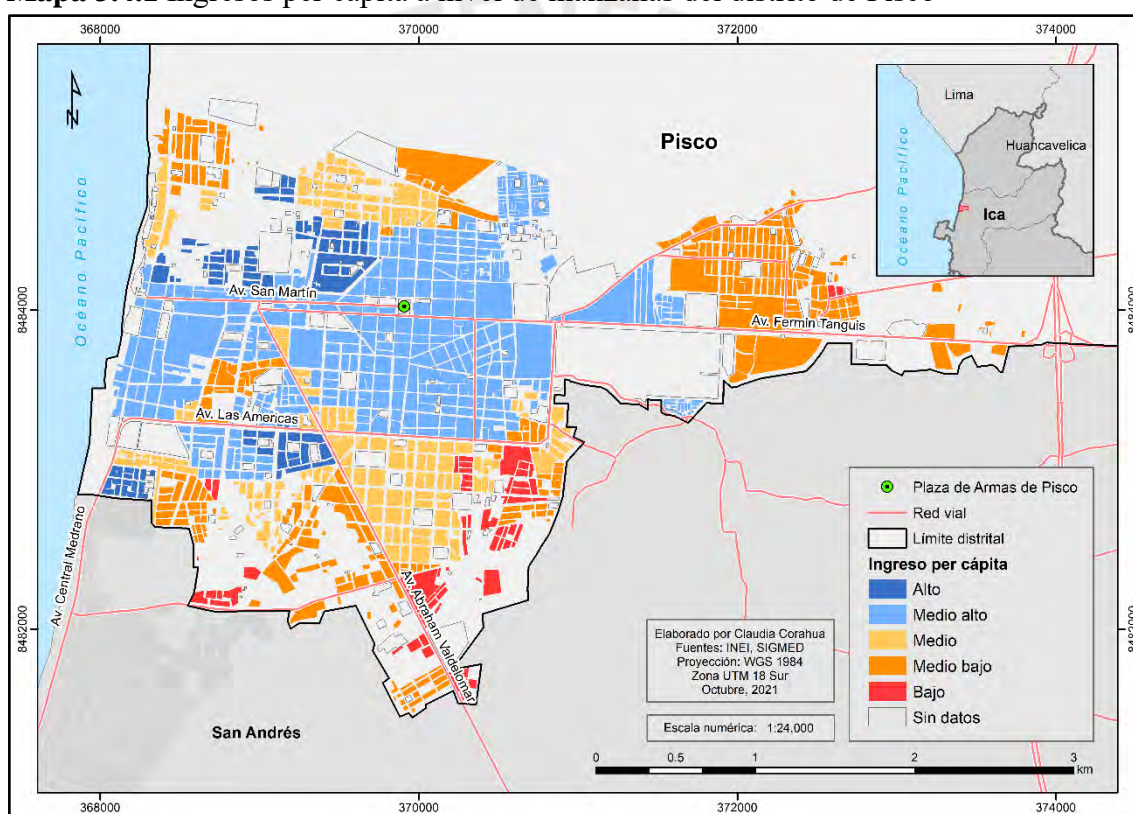 Ingresos per cápita a nivel de manzanas del distrito de Pisco
368000
370000
372000
374000
Lima
Huancavelica
Océano Pacífico
Ica
N
Pisco
Océano Pacífico
Av. San Martín
8484000
8484000
Av. Fermin Tanguis
Av. Las Americas
Av. Central Medrano
Av. Abraham Valdelomar
8482000
8482000
San Andrés
Plaza de Armas de Pisco
Red vial
Límite distrital
Ingreso per cápita
Alto
Medio alto
Medio
Medio bajo
Bajo
Sin datos
Elaborado por Claudia Corahua
Fuentes: INEI, SIGMED
Proyección: WGS 1984
Zona UTM 18 Sur
Octubre, 2021
Escala numérica: 1:24,000
0 0.5 1 2 3
km
368000
370000
372000
374000